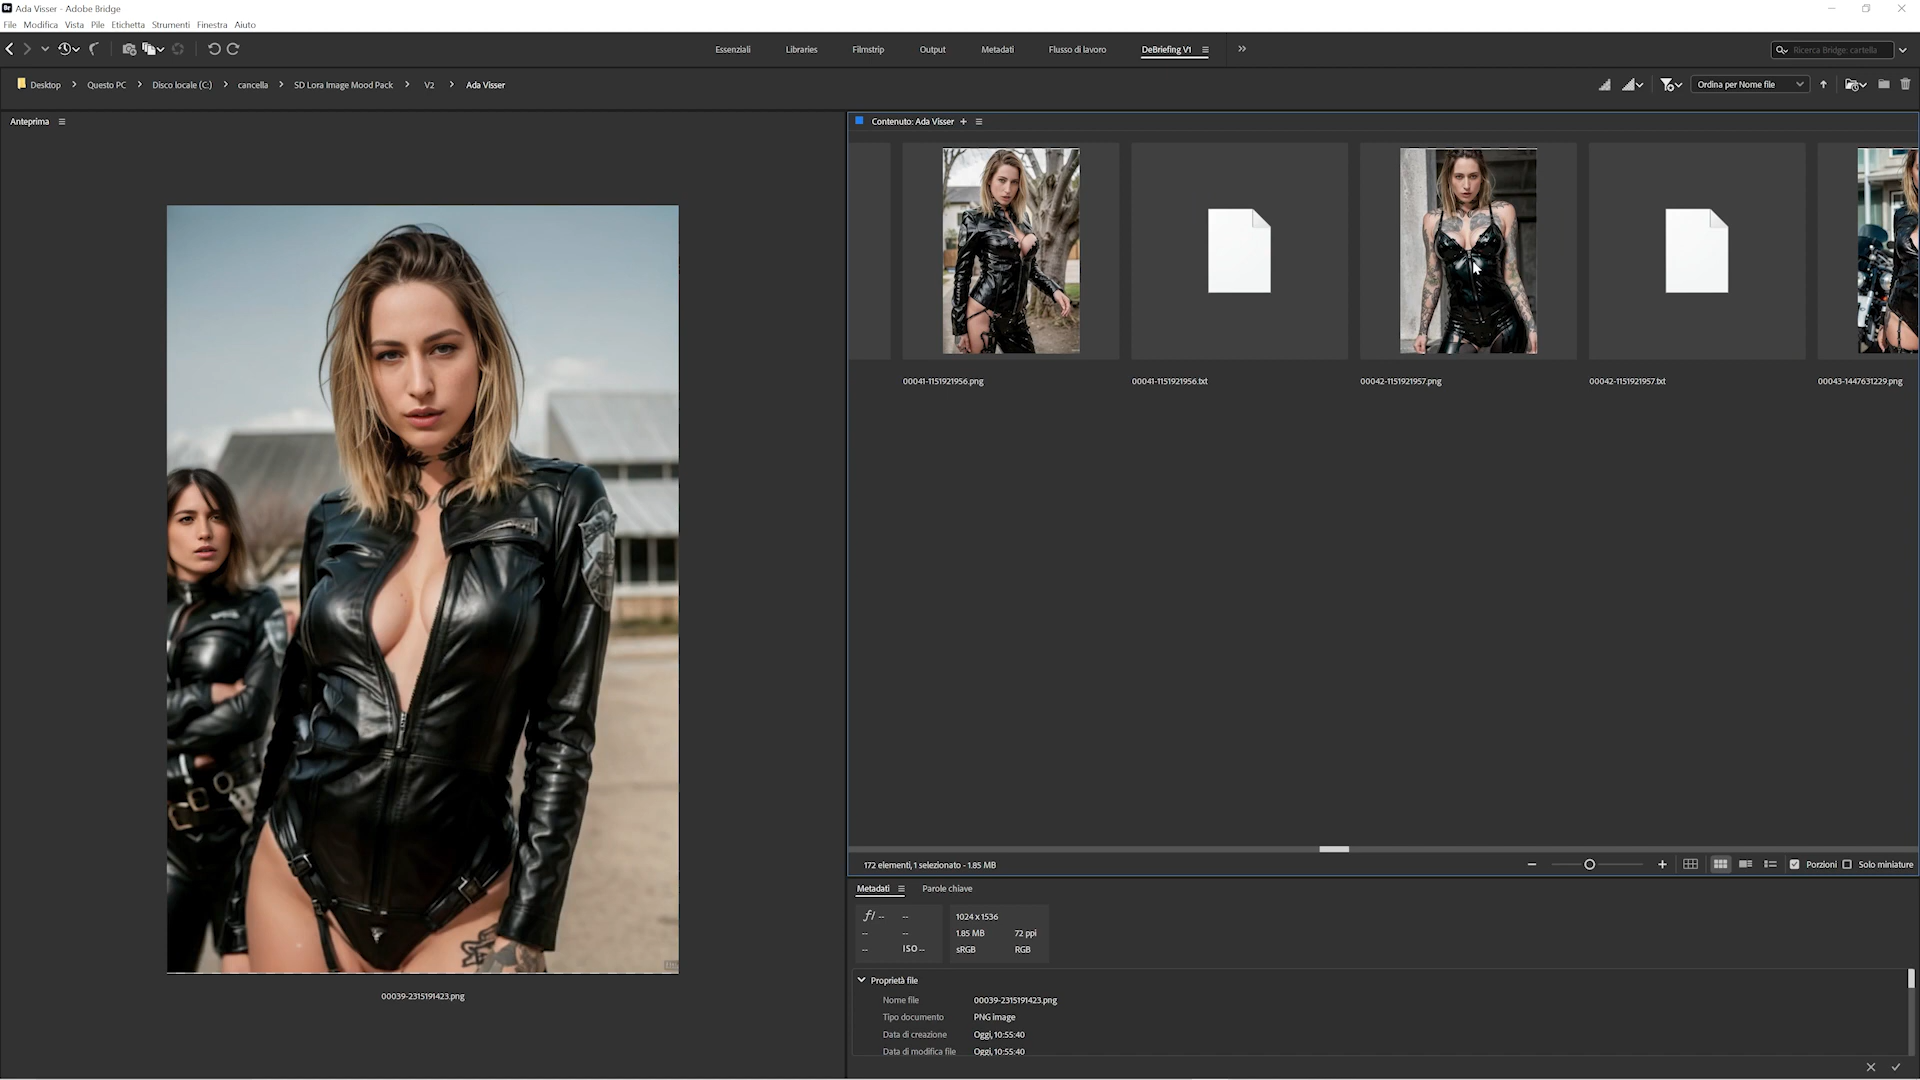 Br Ada Visser - Adobe Bridge
File Modifica Vista Pile Etichetta Strumenti Finestra Aiuto
Essenziali Libraries Filmstrip Output Metadati Flusso di lavoro DeBriefing V1
Ricerca Bridge: cartella
Desktop Questo PC Disco locale (C:) cancella SD Lora Image Mood Pack V2 Ada Visser
Ordina per Nome file
Anteprima
Contenuto: Ada Visser
00041-1151921956.png
00041-1151921956.txt
00042-1151921957.png
00042-1151921957.txt
00043-1447631229.png
00039-2315191423.png
172 elementi, 1 selezionato - 1.85 MB
Porzioni
Solo miniature
Metadati Parole chiave
f/ -- --
-- --
-- ISO --
1024 x 1536
1.85 MB 72 ppi
sRGB RGB
Proprietà file
Nome file 00039-2315191423.png
Tipo documento PNG image
Data di creazione Oggi, 10:55:40
Data di modifica file Oggi, 10:55:40